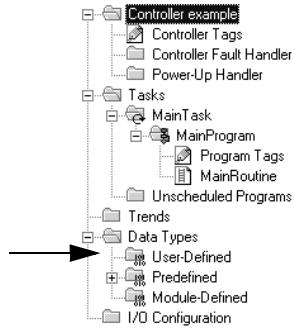 Controller example
Controller Tags
Controller Fault Handler
Power-Up Handler
Tasks
MainTask
MainProgram
Program Tags
MainRoutine
Unscheduled Programs
Trends
Data Types
User-Defined
Predefined
Module-Defined
I/O Configuration